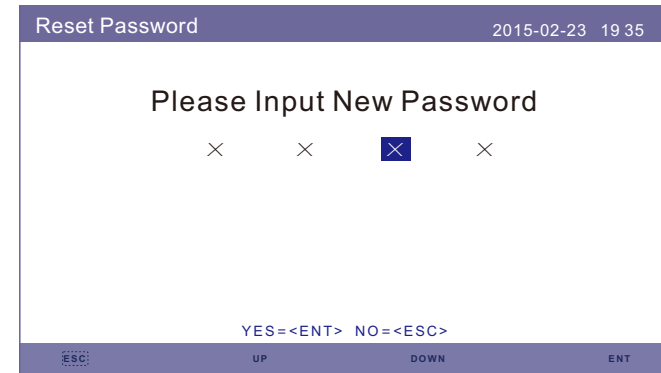 Reset Password 2015-02-23 19 35
Please Input New Password
× × × ×
YES=<ENT> NO=<ESC>
ESC UP DOWN ENT